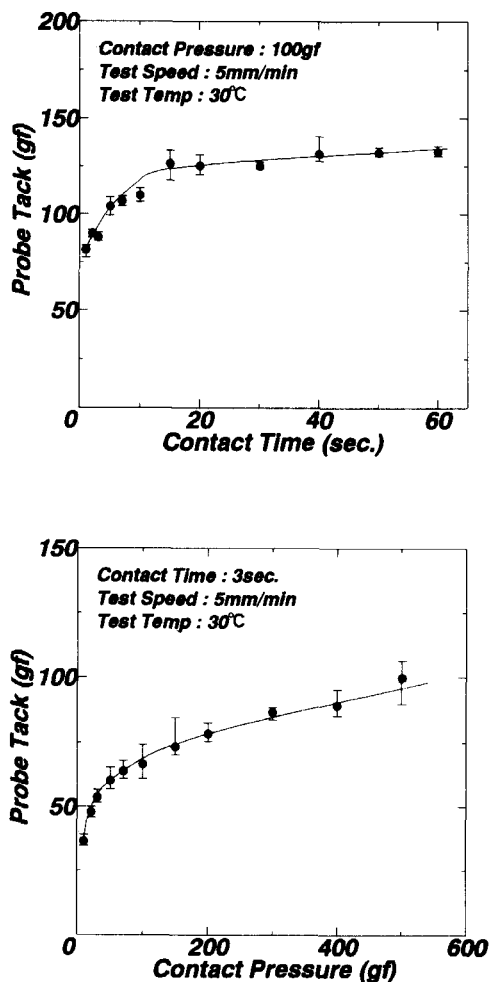 200
150
100
50
0
Probe Tack (gf)
Contact Pressure : 100gf
Test Speed : 5mm/min
Test Temp : 30℃
20
40
60
Contact Time (sec.)
150
100
50
0
Probe Tack (gf)
Contact Time : 3sec.
Test Speed : 5mm/min
Test Temp : 30℃
200
400
600
Contact Pressure (gf)